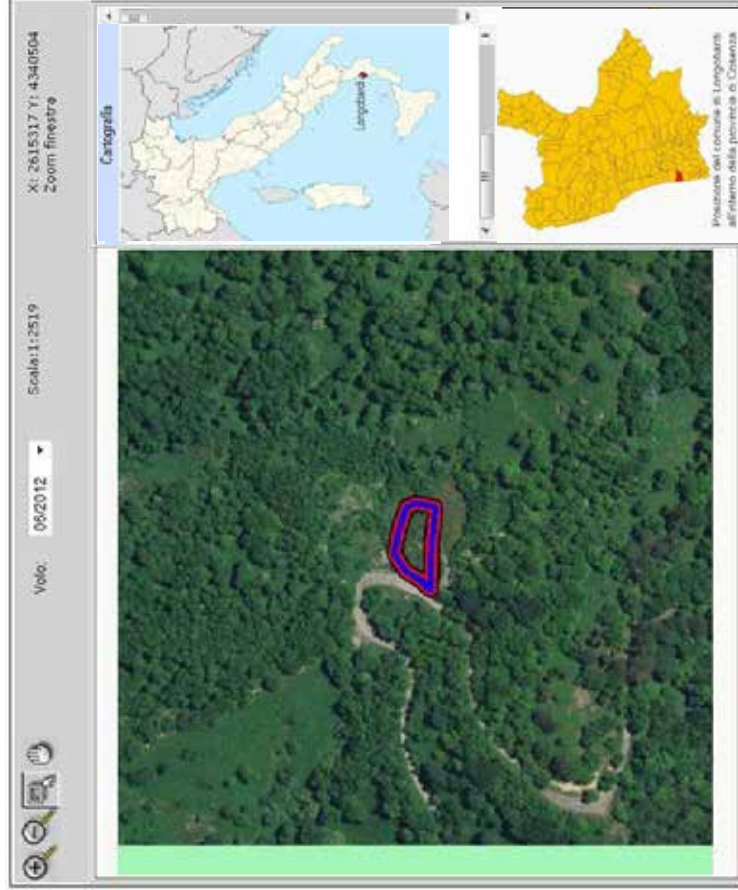 Volo:
06/2012
Scala:1:2519
X: 2615317 Y: 4340504
Zoom finestra
Cartografia
Longobardi
Posizione del comune di Longobardi
all'interno della provincia di Cosenza